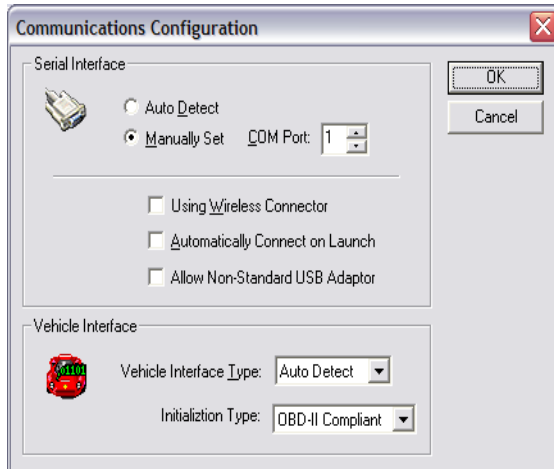 Communications Configuration
Serial Interface
OK
Auto Detect
Cancel
Manually Set COM Port: 1
Using Wireless Connector
Automatically Connect on Launch
Allow Non-Standard USB Adaptor
Vehicle Interface
01101
Vehicle Interface Type: Auto Detect
Initializtion Type: OBD-II Compliant